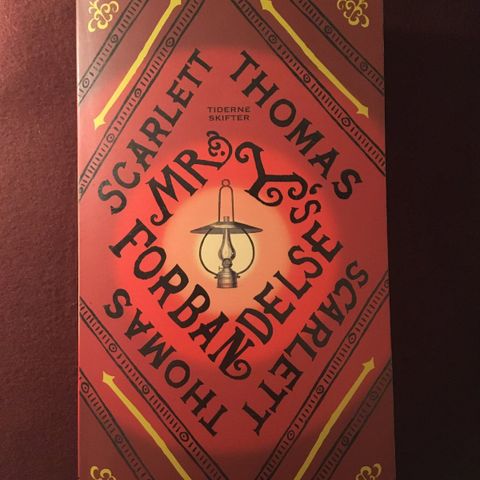 SCARLETT THOMAS
TIDERNE
SKIFTER
MR. Y'S
FORBANDELSE
SCARLETT THOMAS